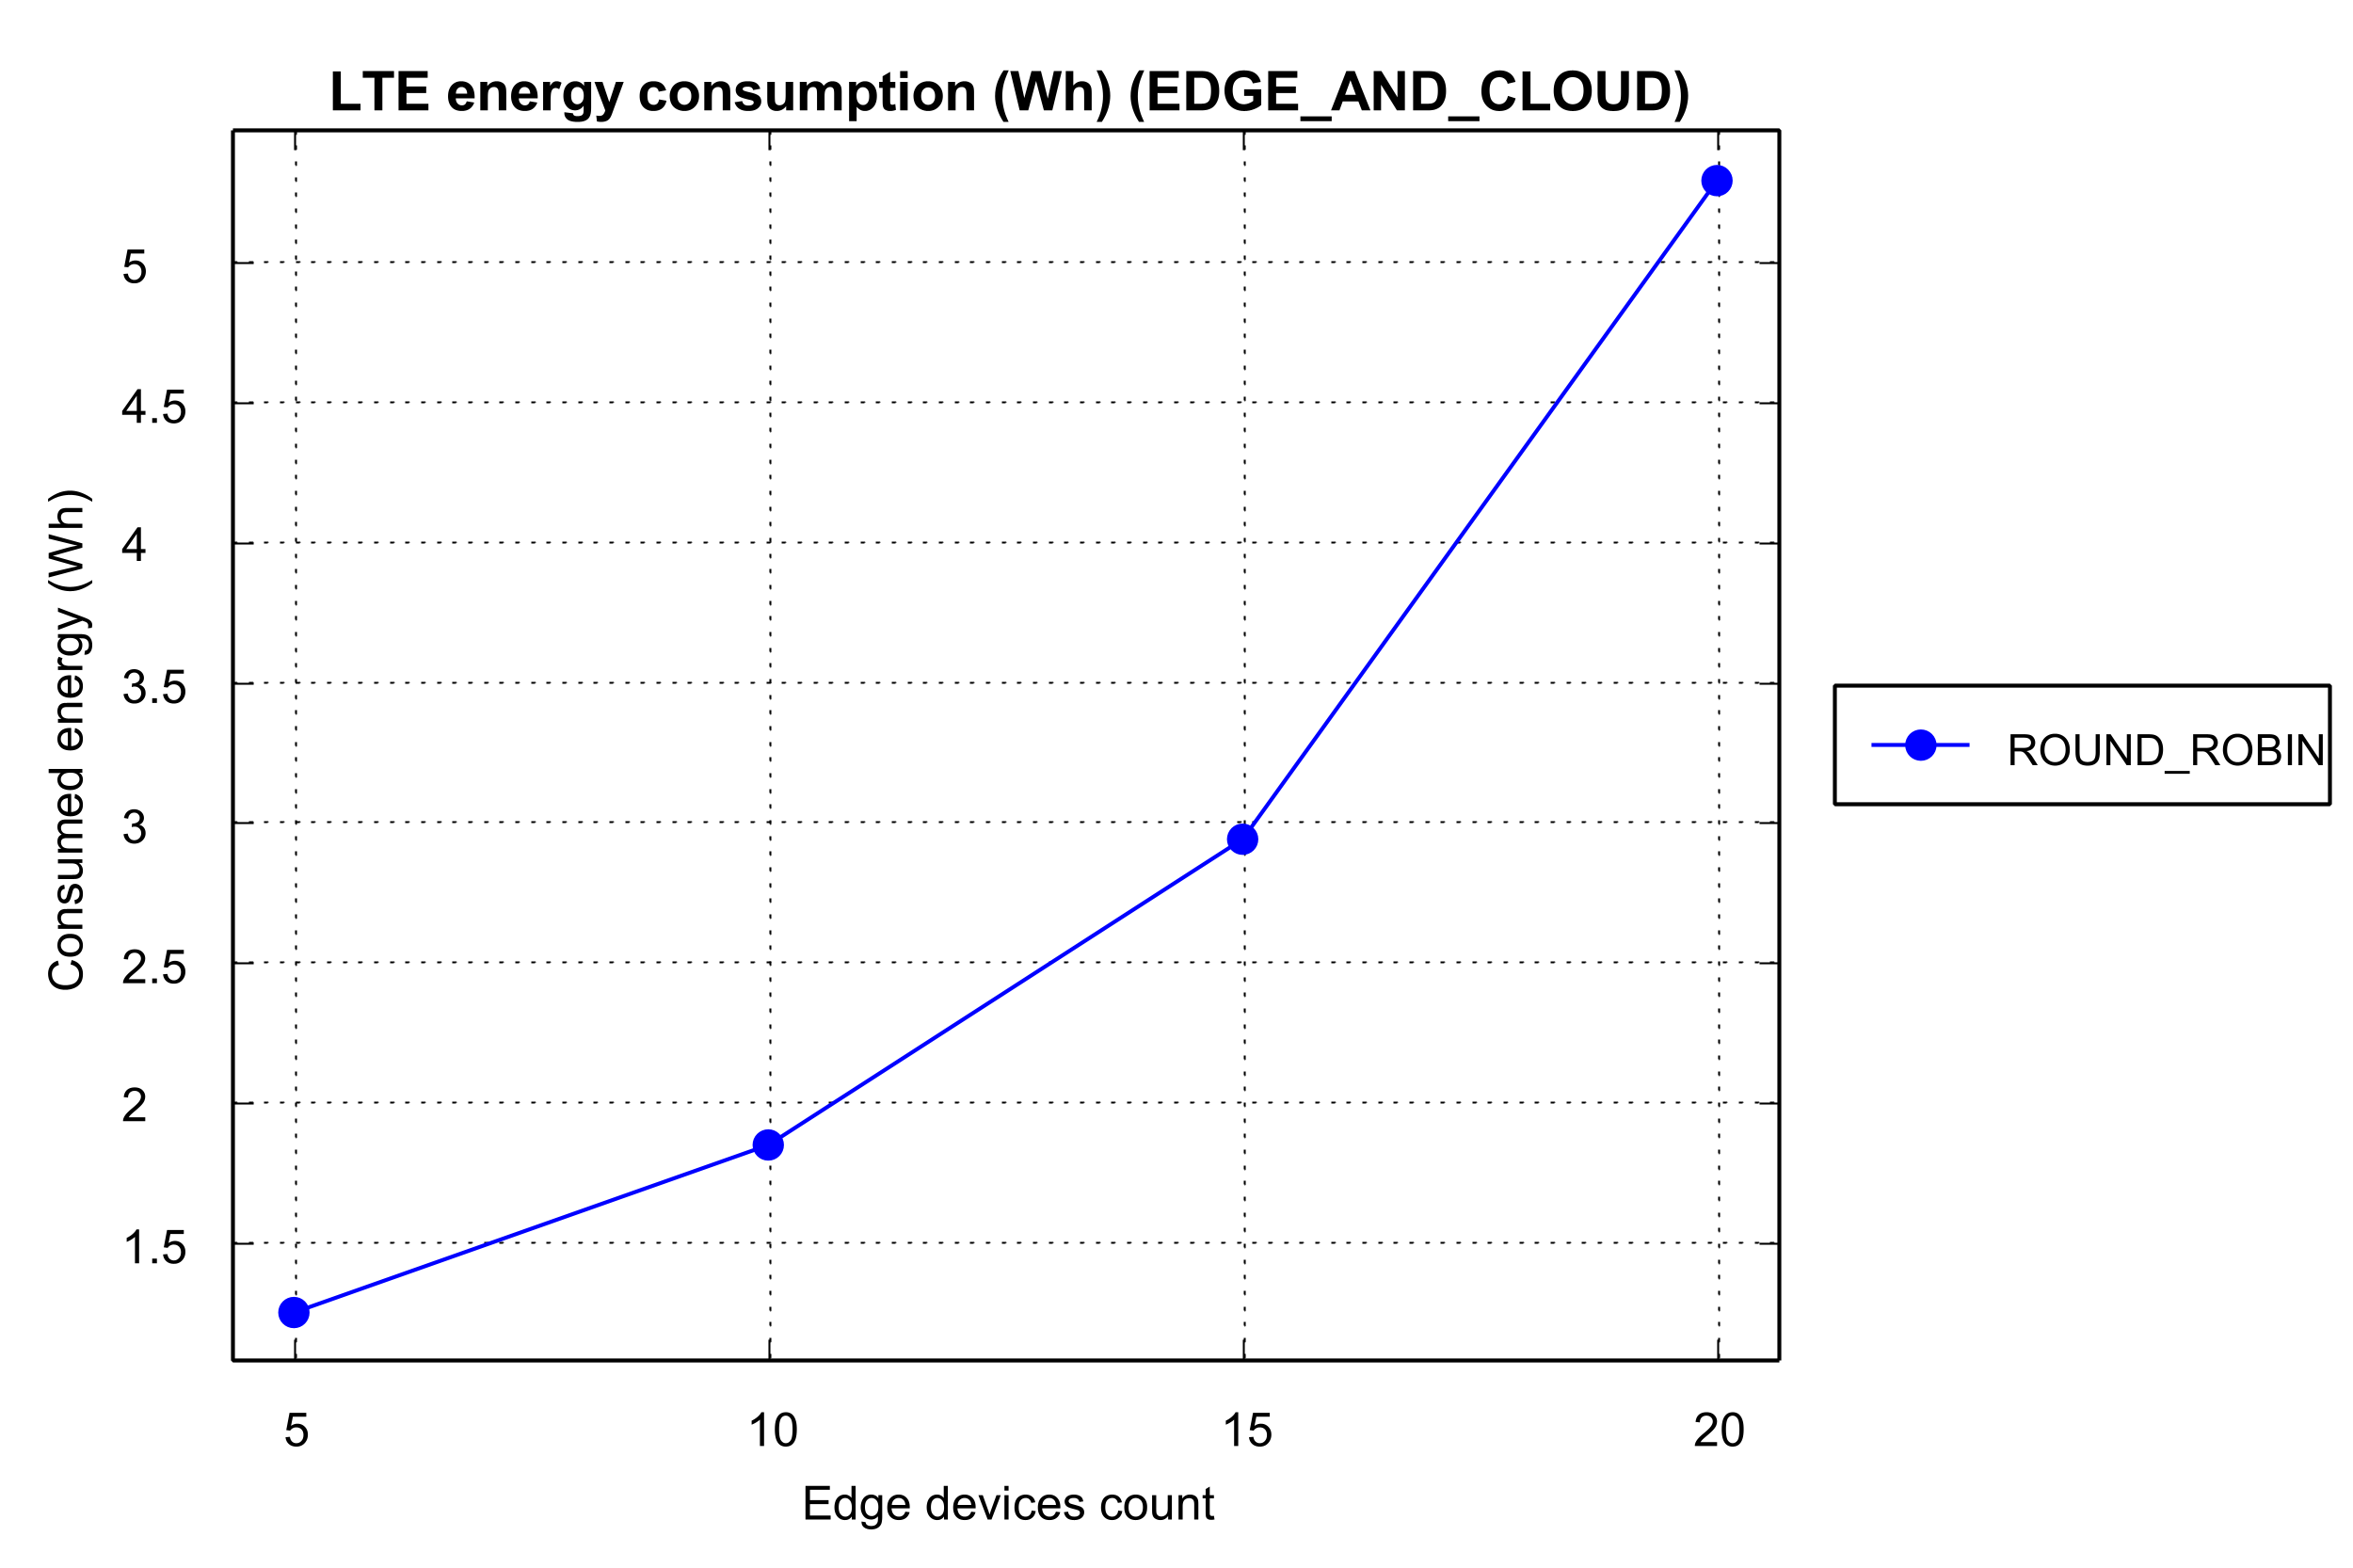 LTE energy consumption (Wh) (EDGE_AND_CLOUD)
Consumed energy (Wh)
5
4.5
4
3.5
3
2.5
2
1.5
5 10 15 20
Edge devices count
ROUND_ROBIN